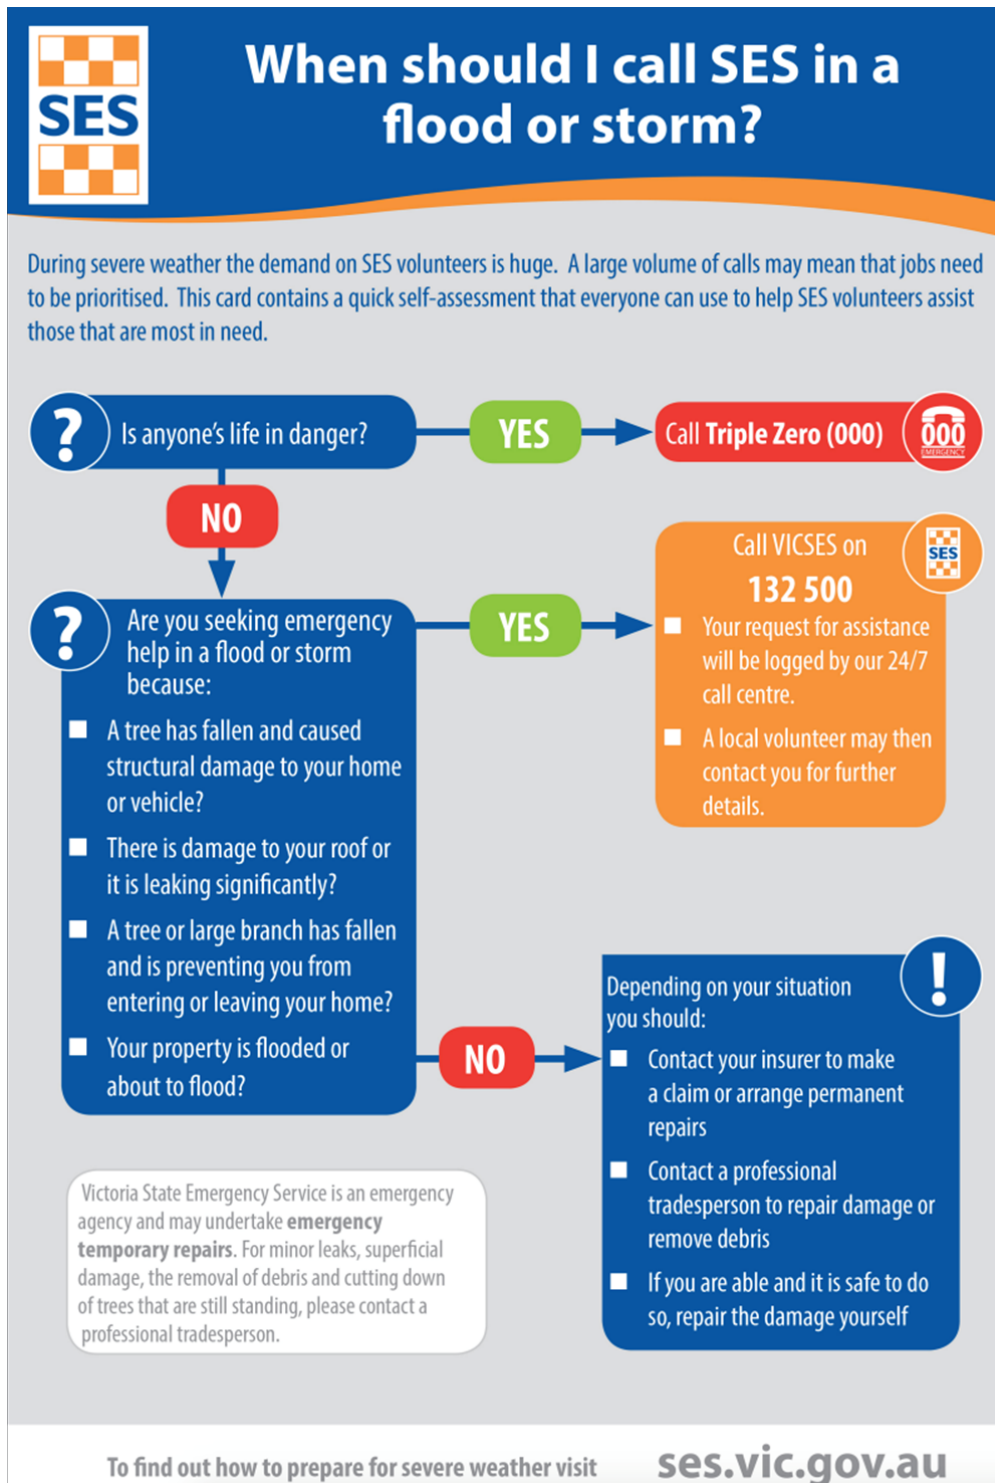 SES
When should I call SES in a
flood or storm?
During severe weather the demand on SES volunteers is huge. A large volume of calls may mean that jobs need
to be prioritised. This card contains a quick self-assessment that everyone can use to help SES volunteers assist
those that are most in need.
?
Is anyone's life in danger?
YES
Call Triple Zero (000)
000
EMERGENCY
NO
?
Are you seeking emergency
help in a flood or storm
because:
A tree has fallen and caused
structural damage to your home
or vehicle?
There is damage to your roof or
it is leaking significantly?
A tree or large branch has fallen
and is preventing you from
entering or leaving your home?
Your property is flooded or
about to flood?
YES
Call VICSES on
132 500
SES
Your request for assistance
will be logged by our 24/7
call centre.
A local volunteer may then
contact you for further
details.
NO
!
Depending on your situation
you should:
Contact your insurer to make
a claim or arrange permanent
repairs
Contact a professional
tradesperson to repair damage or
remove debris
If you are able and it is safe to do
so, repair the damage yourself
Victoria State Emergency Service is an emergency
agency and may undertake emergency
temporary repairs. For minor leaks, superficial
damage, the removal of debris and cutting down
of trees that are still standing, please contact a
professional tradesperson.
To find out how to prepare for severe weather visit
ses.vic.gov.au